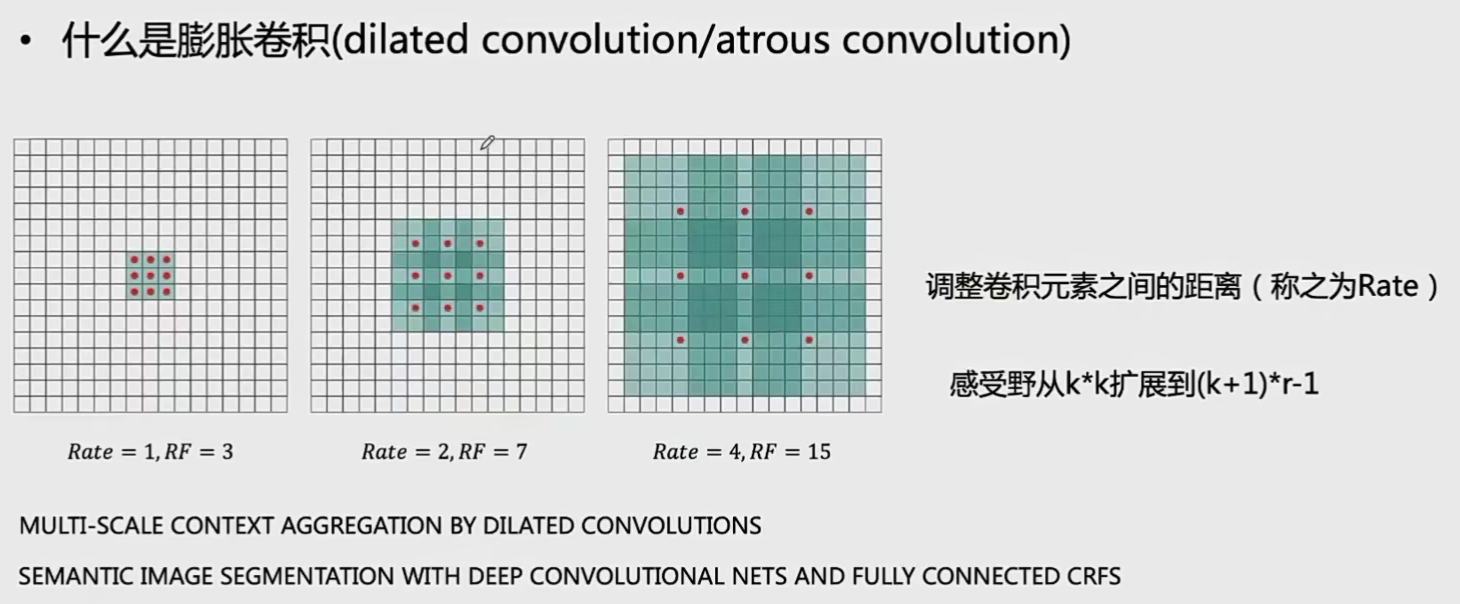 • 什么是膨胀卷积(dilated convolution/atrous convolution)
调整卷积元素之间的距离（称之为Rate）
感受野从k*k扩展到(k+1)*r-1
Rate = 1, RF = 3
Rate = 2, RF = 7
Rate = 4, RF = 15
MULTI-SCALE CONTEXT AGGREGATION BY DILATED CONVOLUTIONS
SEMANTIC IMAGE SEGMENTATION WITH DEEP CONVOLUTIONAL NETS AND FULLY CONNECTED CRFS